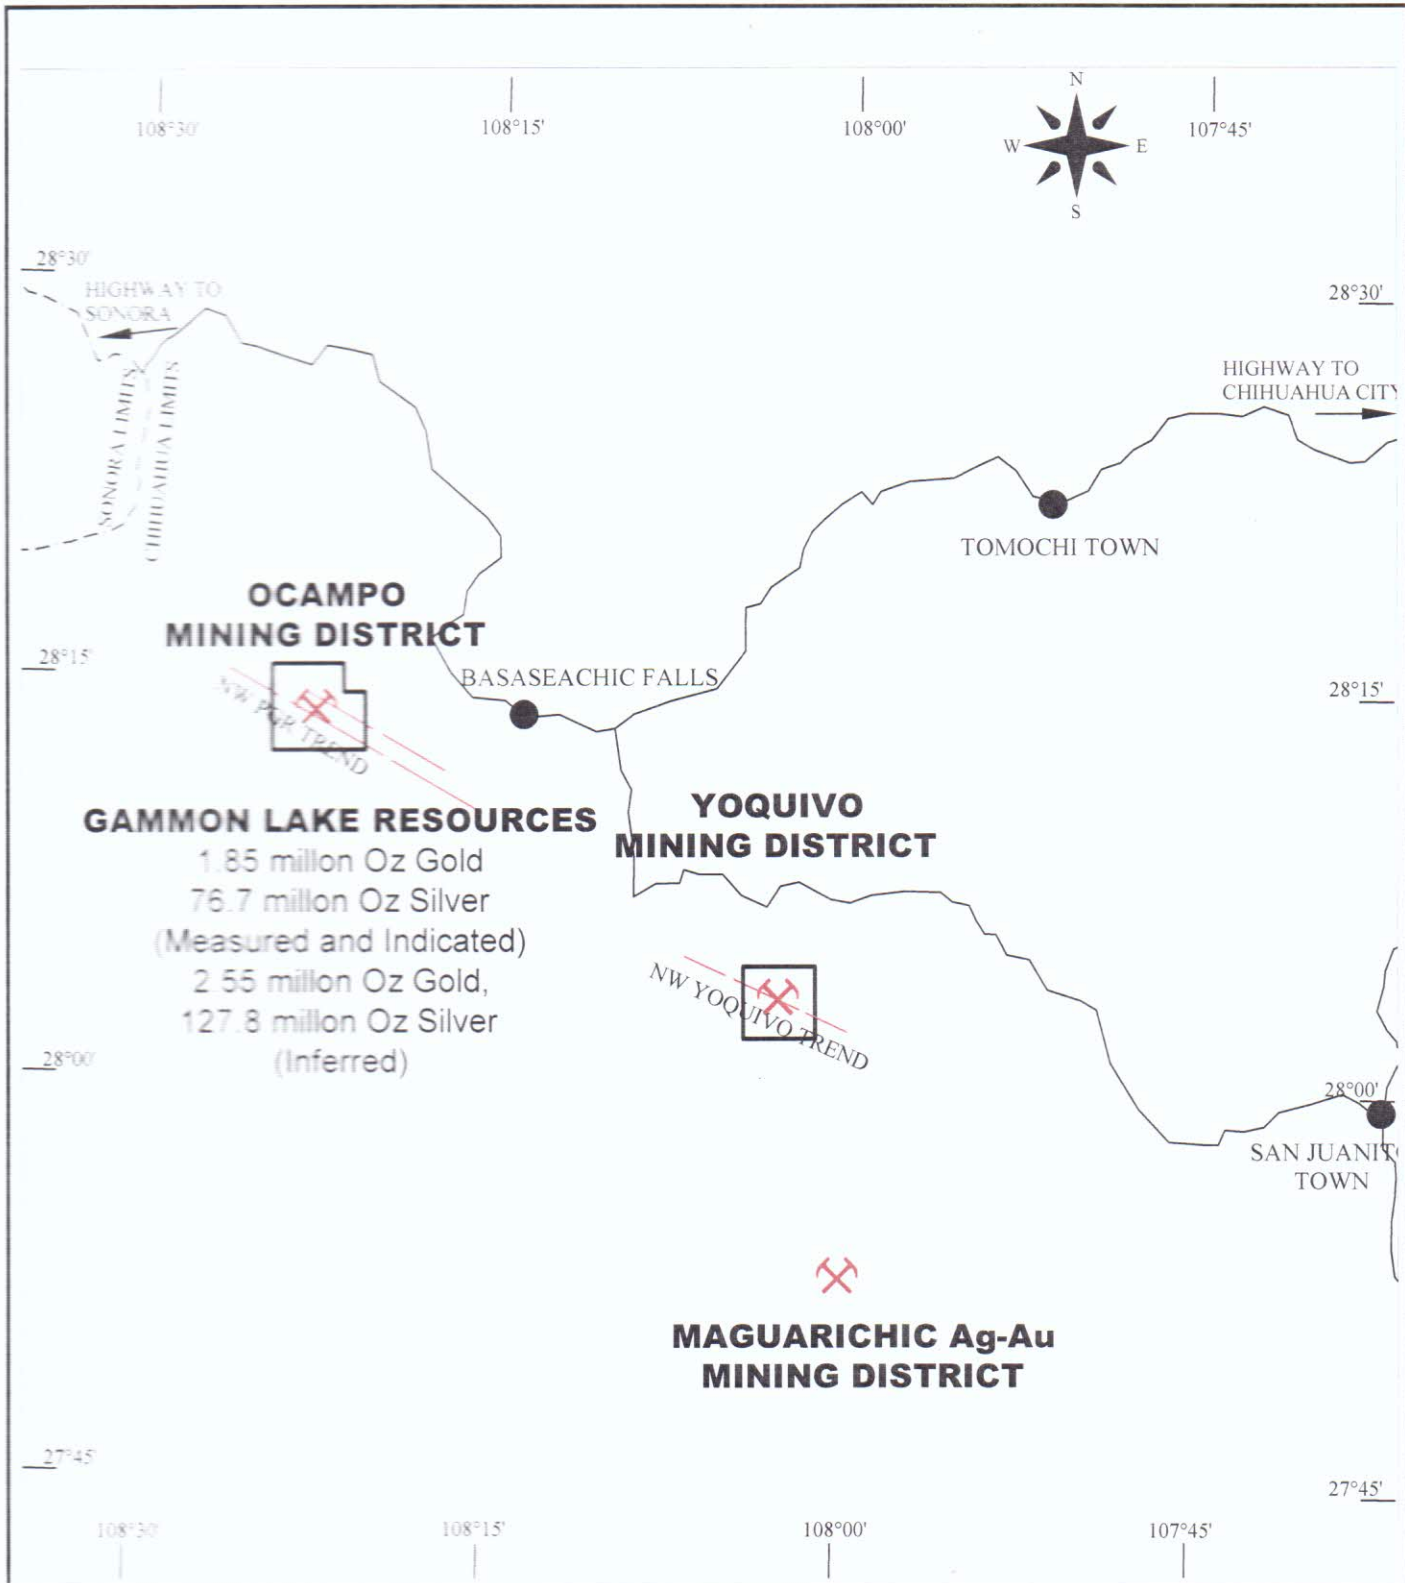 N
108°30'
108°15'
108°00'
107°45'
W
E
S
28°30'
HIGHWAY TO
SONORA
28°30'
HIGHWAY TO
CHIHUAHUA CITY
SONORA LIMITS
CHIHUAHUA LIMITS
TOMOCHI TOWN
OCAMPO
MINING DISTRICT
28°15'
BASASEACHIC FALLS
28°15'
NW PGR TREND
GAMMON LAKE RESOURCES
1.85 millon Oz Gold
76.7 millon Oz Silver
(Measured and Indicated)
2.55 millon Oz Gold,
127.8 millon Oz Silver
(Inferred)
YOQUIVO
MINING DISTRICT
NW YOQUIVO TREND
28°00'
28°00'
SAN JUANITO
TOWN
MAGUARICHIC Ag-Au
MINING DISTRICT
27°45'
27°45'
108°30'
108°15'
108°00'
107°45'